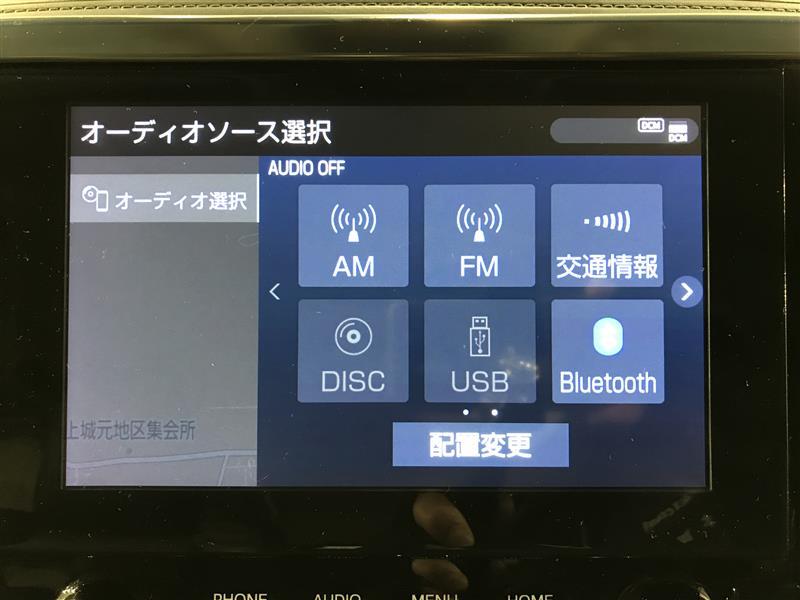 オーディオソース選択
DCM
DCM
AUDIO OFF
オーディオ選択
AM
FM
交通情報
DISC
USB
Bluetooth
上城元地区集会所
配置変更
PHONE
AUDIO
MENU
HOME